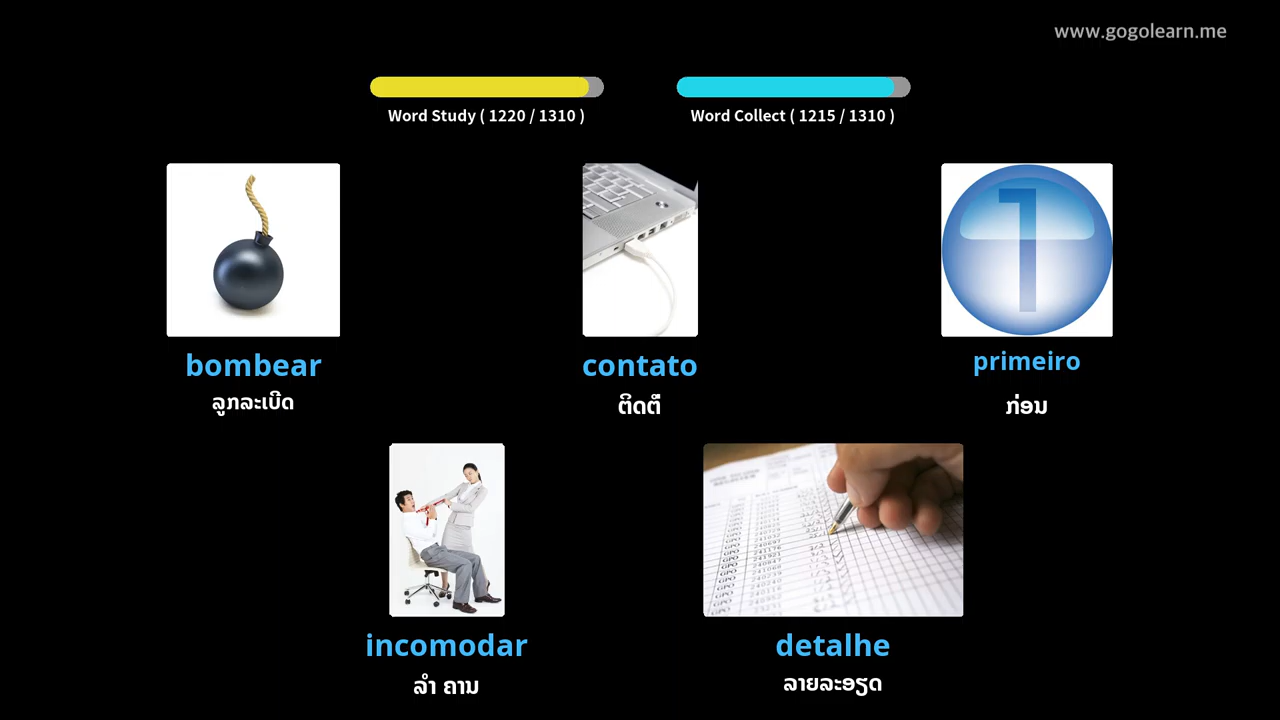 www.gogolearn.me
Word Study ( 1220 / 1310 )
Word Collect ( 1215 / 1310 )
bombear
ລູກລະເບີດ
contato
ຕິດຕໍ່
primeiro
ກ່ອນ
incomodar
ລໍາ ຄານ
detalhe
ລາຍລະອຽດ